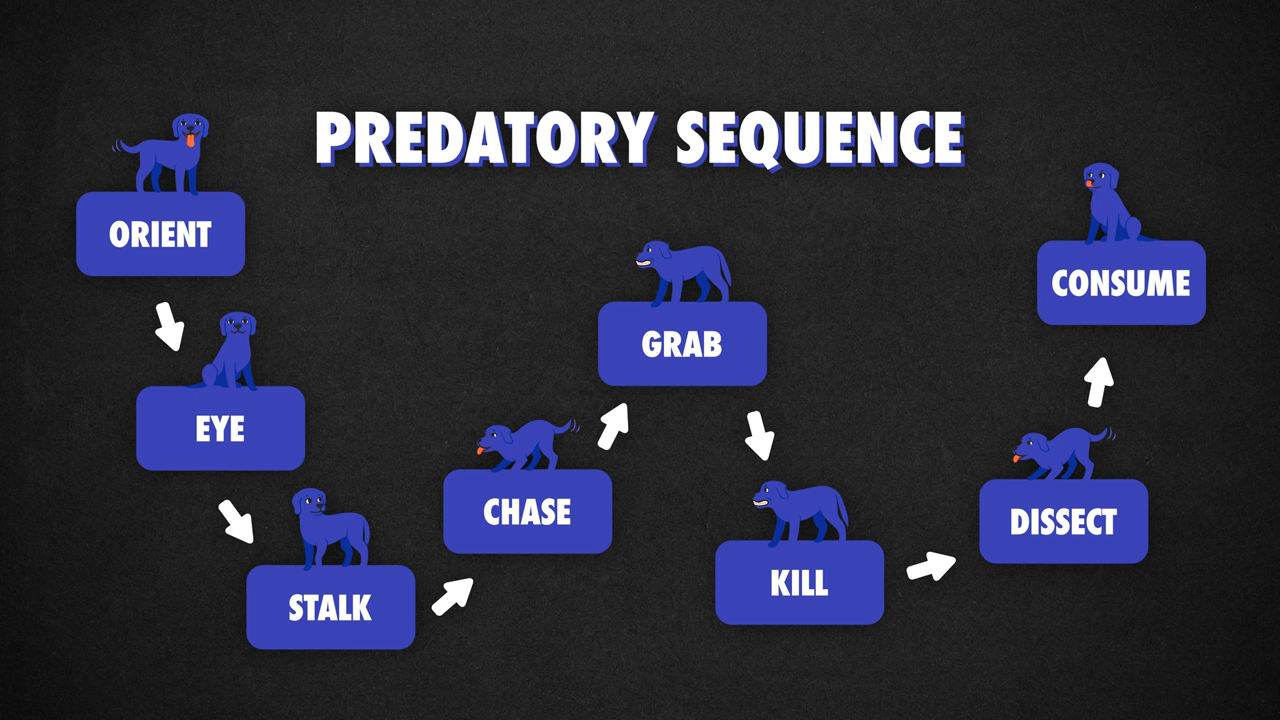 PREDATORY SEQUENCE
ORIENT
EYE
STALK
CHASE
GRAB
KILL
DISSECT
CONSUME